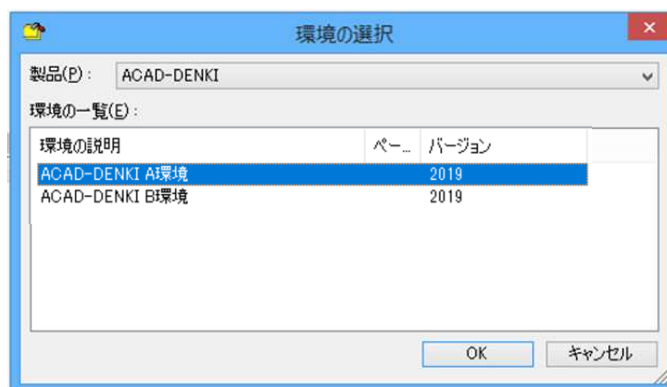 環境の選択
製品(P): ACAD-DENKI
環境の一覧(E):
環境の説明 ペー... バージョン
ACAD-DENKI A環境 2019
ACAD-DENKI B環境 2019
OK キャンセル